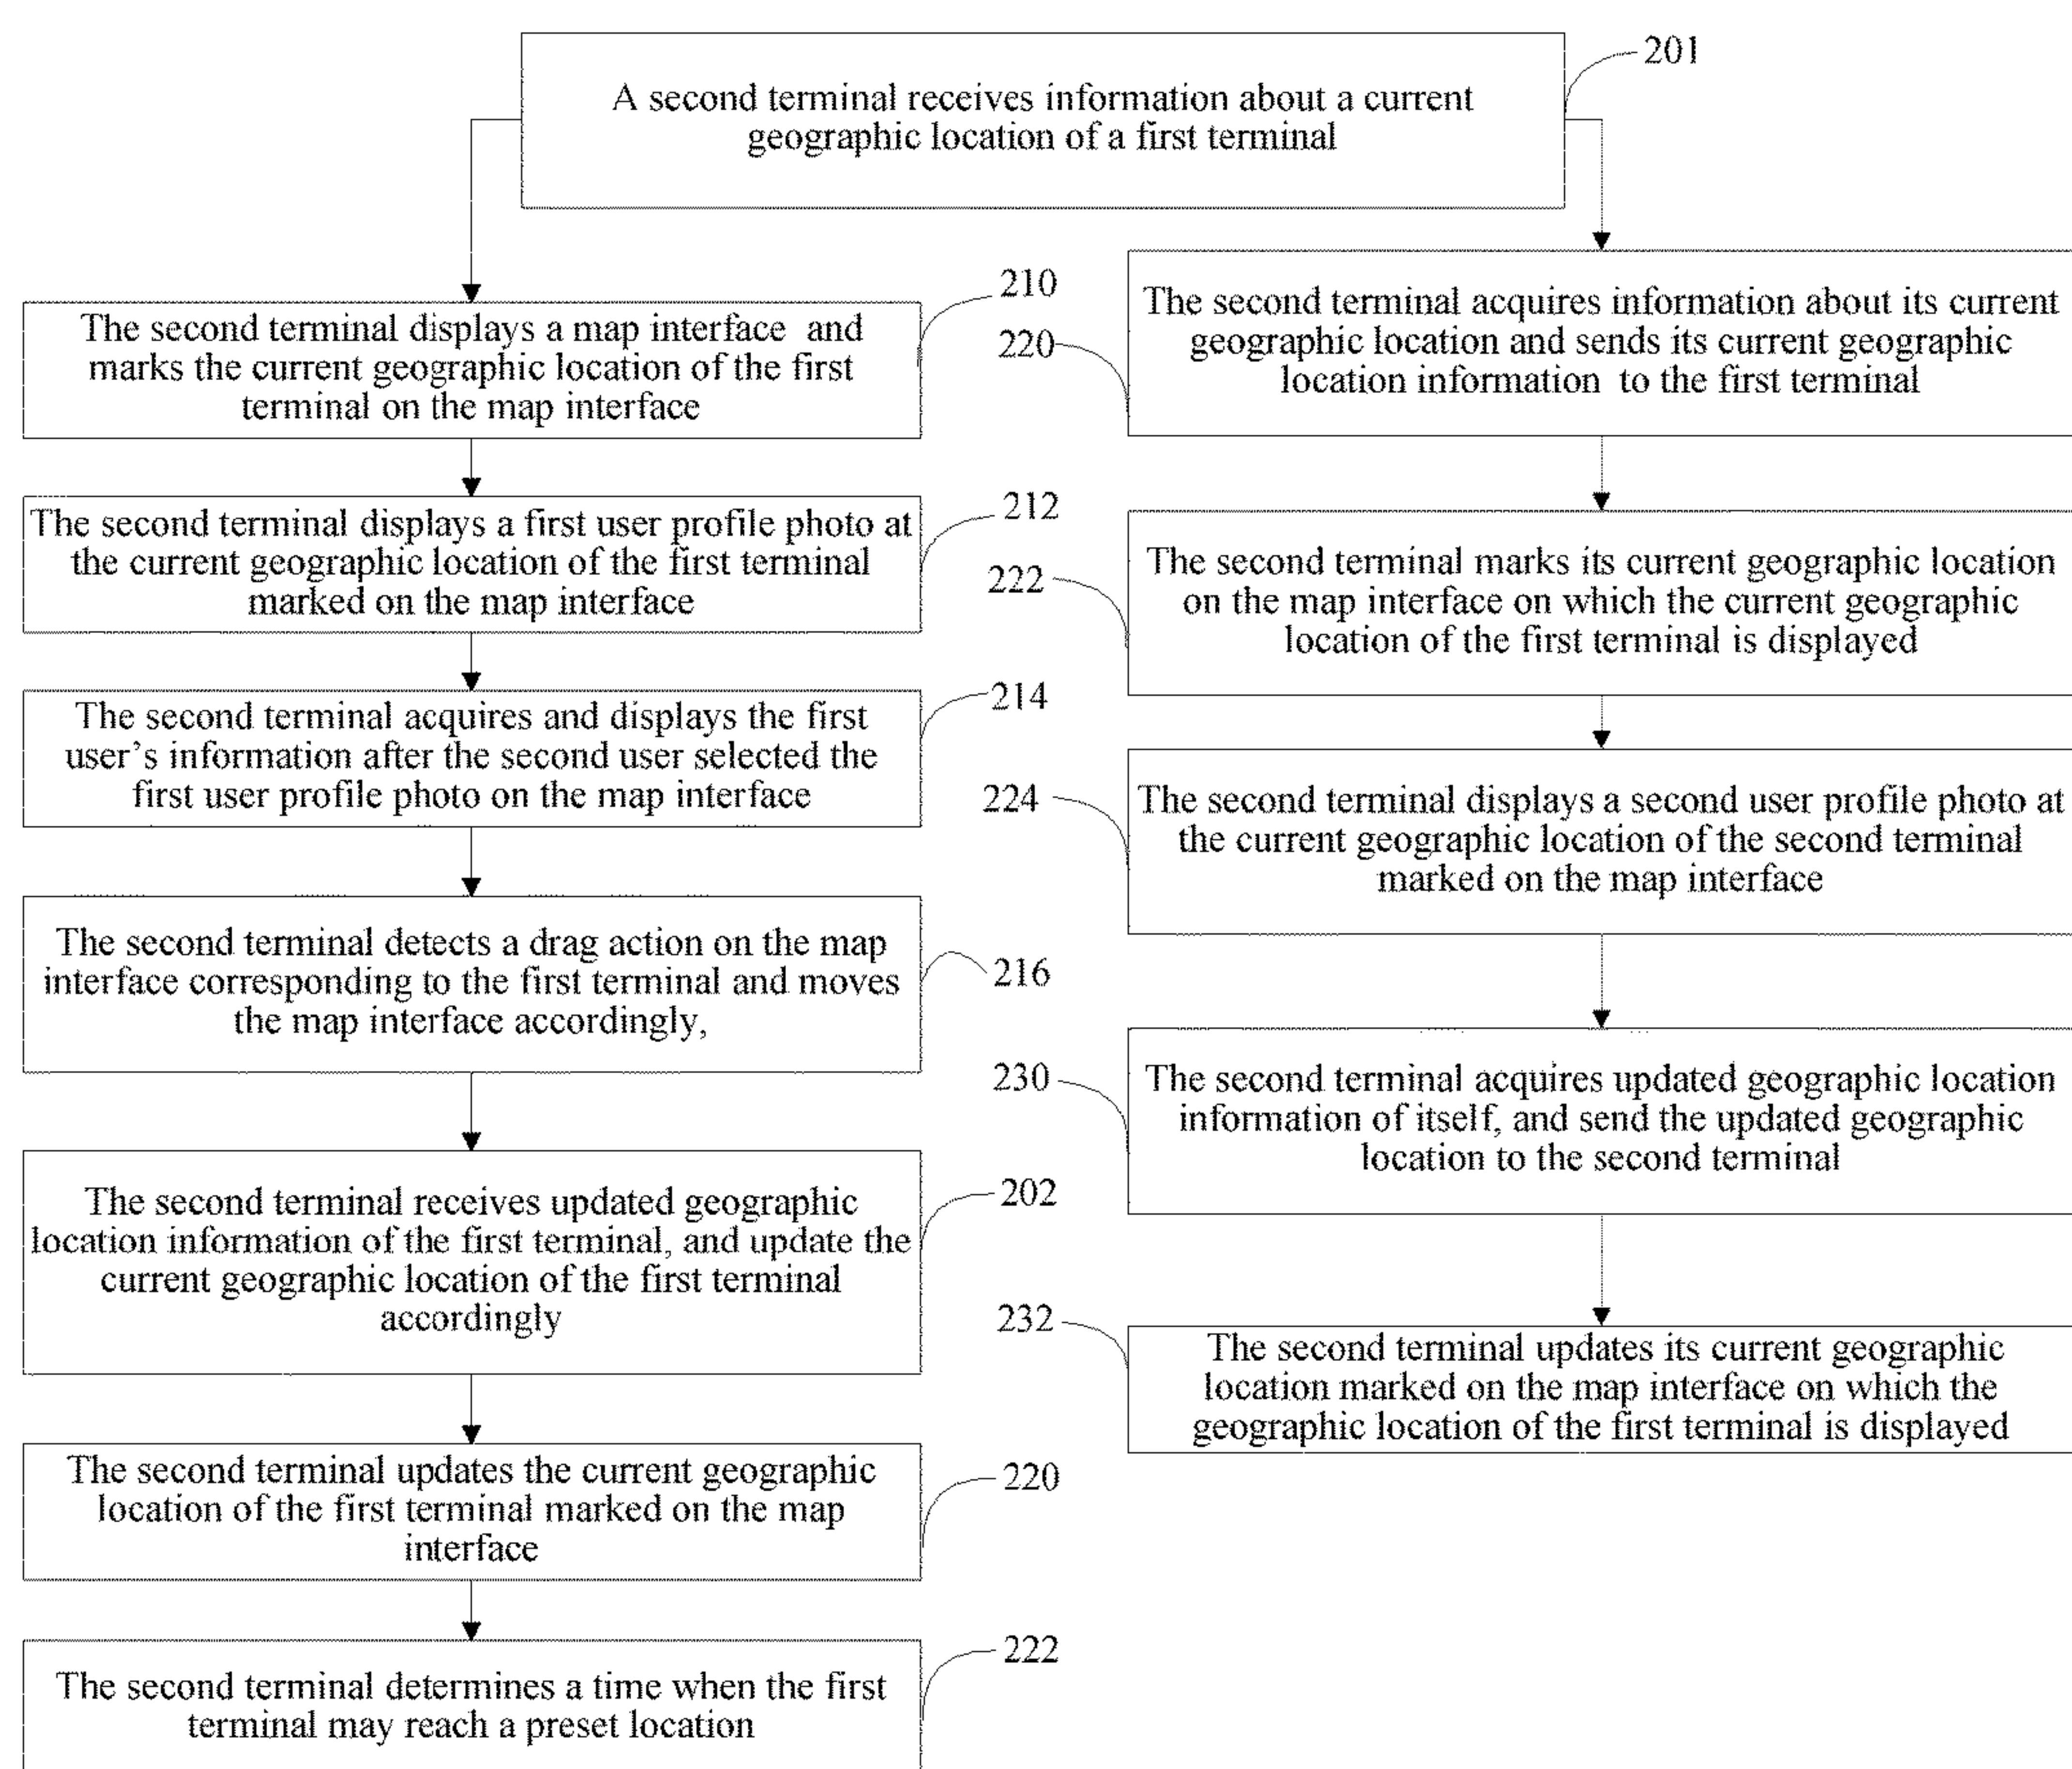 201
A second terminal receives information about a current
geographic location of a first terminal
210
The second terminal displays a map interface and
marks the current geographic location of the first
terminal on the map interface
212
The second terminal displays a first user profile photo at
the current geographic location of the first terminal
marked on the map interface
214
The second terminal acquires and displays the first
user's information after the second user selected the
first user profile photo on the map interface
216
The second terminal detects a drag action on the map
interface corresponding to the first terminal and moves
the map interface accordingly,
202
The second terminal receives updated geographic
location information of the first terminal, and update the
current geographic location of the first terminal
accordingly
220
The second terminal updates the current geographic
location of the first terminal marked on the map
interface
222
The second terminal determines a time when the first
terminal may reach a preset location
220
The second terminal acquires information about its current
geographic location and sends its current geographic
location information to the first terminal
222
The second terminal marks its current geographic location
on the map interface on which the current geographic
location of the first terminal is displayed
224
The second terminal displays a second user profile photo at
the current geographic location of the second terminal
marked on the map interface
230
The second terminal acquires updated geographic location
information of itself, and send the updated geographic
location to the second terminal
232
The second terminal updates its current geographic
location marked on the map interface on which the
geographic location of the first terminal is displayed